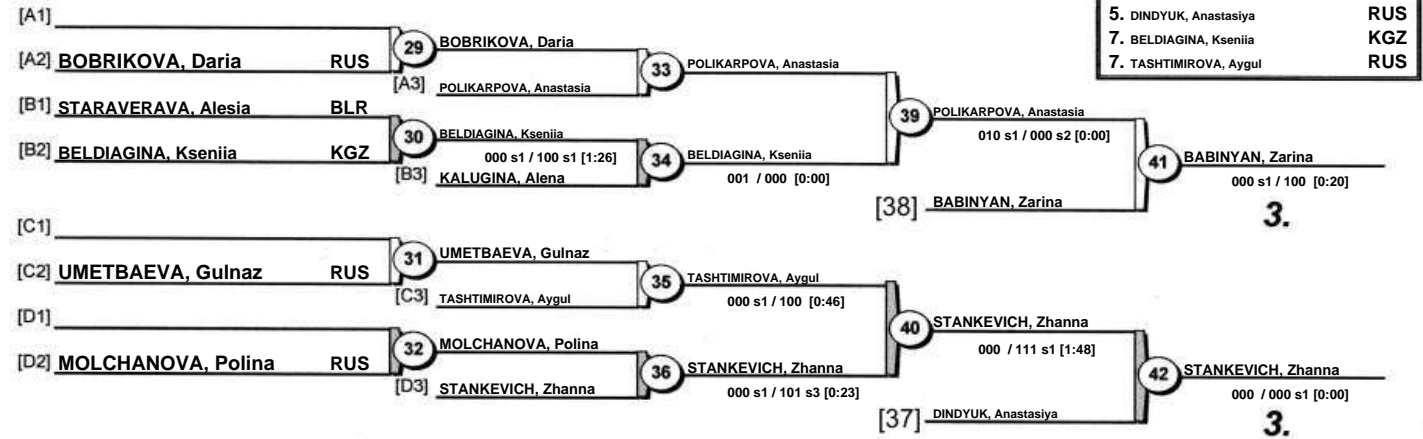 5. DINDYUK, Anastasiya RUS
7. BELDIAGINA, Kseniia KGZ
7. TASHTIMIROVA, Aygul RUS
[A1]
[A2] BOBRIKOVA, Daria RUS
29
BOBRIKOVA, Daria
[A3] POLIKARPOVA, Anastasia
33
POLIKARPOVA, Anastasia
[B1] STARAVERAVA, Alesia BLR
[B2] BELDIAGINA, Kseniia KGZ
30
BELDIAGINA, Kseniia
000 s1 / 100 s1 [1:26]
[B3] KALUGINA, Alena
34
BELDIAGINA, Kseniia
001 / 000 [0:00]
39
POLIKARPOVA, Anastasia
010 s1 / 000 s2 [0:00]
[38] BABINYAN, Zarina
41
BABINYAN, Zarina
000 s1 / 100 [0:20]
3.
[C1]
[C2] UMETBAEVA, Gulnaz RUS
31
UMETBAEVA, Gulnaz
[C3] TASHTIMIROVA, Aygul
35
TASHTIMIROVA, Aygul
000 s1 / 100 [0:46]
[D1]
[D2] MOLCHANOVA, Polina RUS
32
MOLCHANOVA, Polina
[D3] STANKEVICH, Zhanna
36
STANKEVICH, Zhanna
000 s1 / 101 s3 [0:23]
40
STANKEVICH, Zhanna
000 / 111 s1 [1:48]
[37] DINDYUK, Anastasiya
42
STANKEVICH, Zhanna
000 / 000 s1 [0:00]
3.